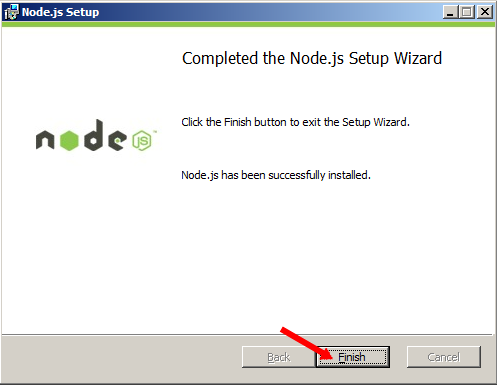 Node.js Setup
Completed the Node.js Setup Wizard
Click the Finish button to exit the Setup Wizard.
node JS™
Node.js has been successfully installed.
Back Finish Cancel